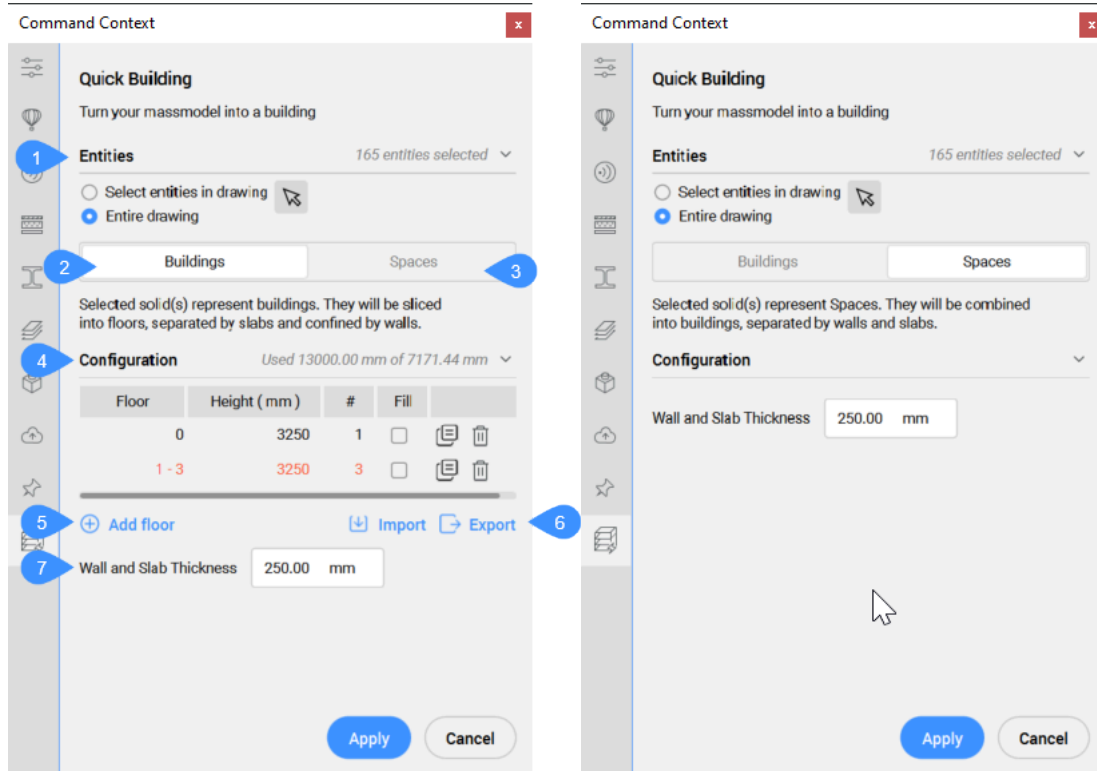 Command Context
x
Quick Building
Turn your massmodel into a building
1
Entities
165 entities selected
Select entities in drawing
Entire drawing
2
Buildings
Spaces
3
Selected solid(s) represent buildings. They will be sliced
into floors, separated by slabs and confined by walls.
4
Configuration
Used 13000.00 mm of 7171.44 mm
Floor Height ( mm ) # Fill
0 3250 1
1 - 3 3250 3
5
Add floor
Import
Export
6
7
Wall and Slab Thickness
250.00 mm
Apply
Cancel
Command Context
x
Quick Building
Turn your massmodel into a building
Entities
165 entities selected
Select entities in drawing
Entire drawing
Buildings
Spaces
Selected solid(s) represent Spaces. They will be combined
into buildings, separated by walls and slabs.
Configuration
Wall and Slab Thickness
250.00 mm
Apply
Cancel